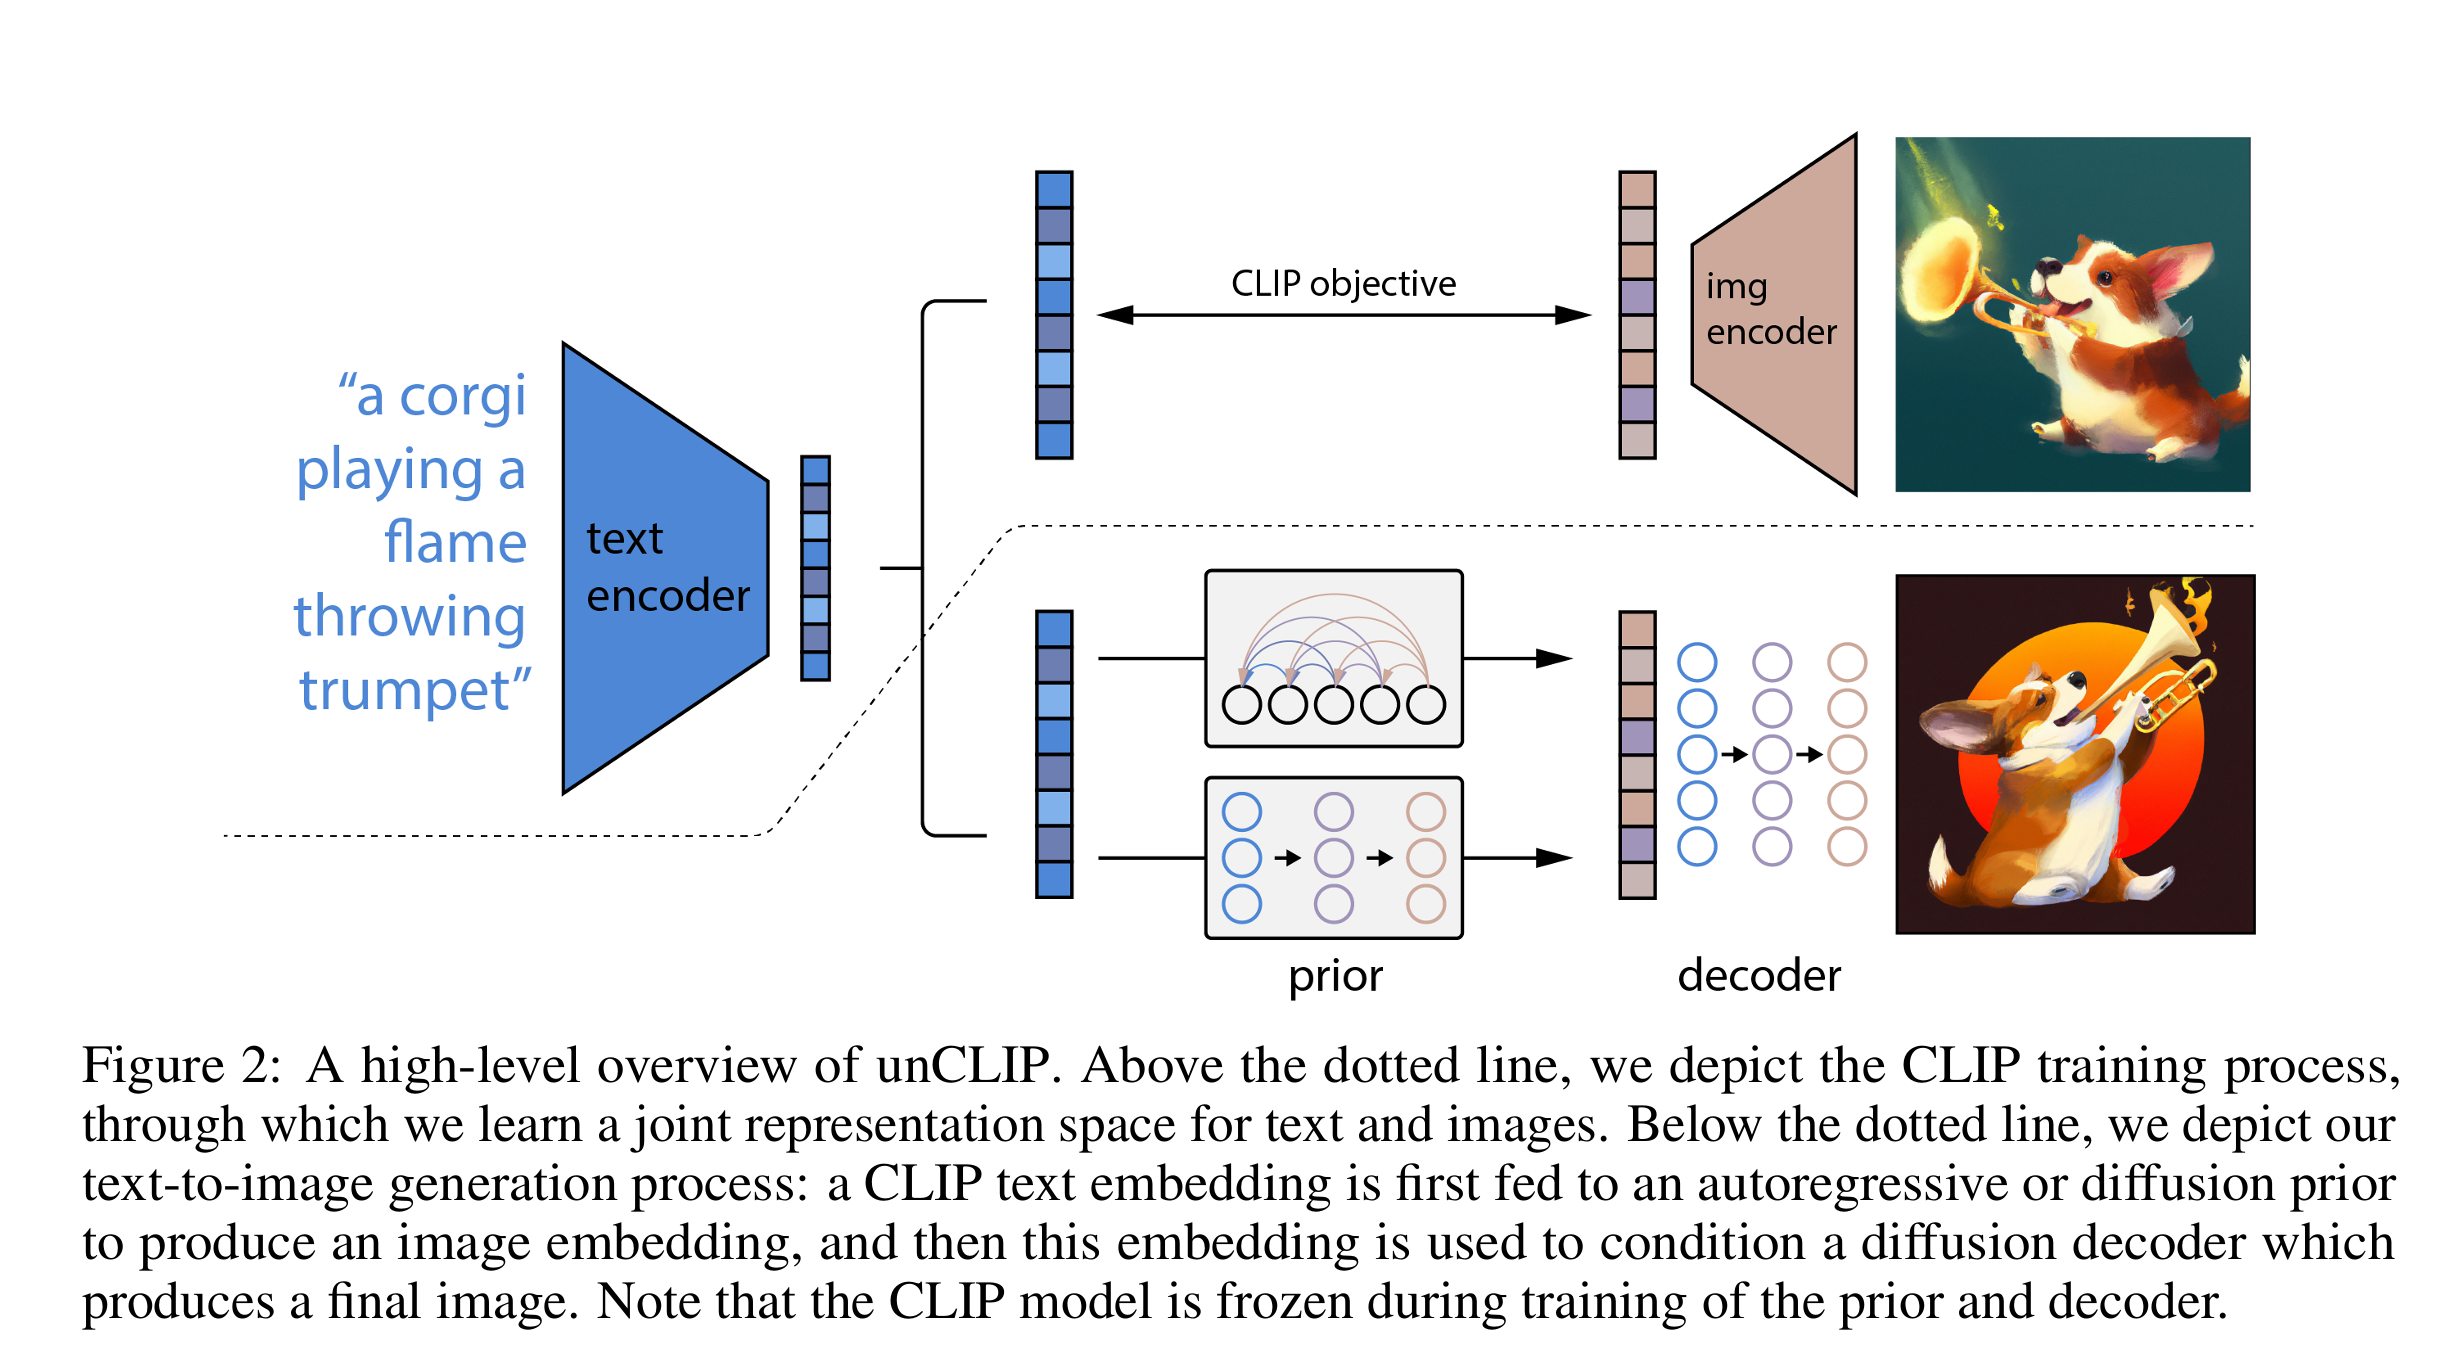 “a corgi
playing a
flame
throwing
trumpet”
text
encoder
CLIP objective
img
encoder
prior
decoder
Figure 2: A high-level overview of unCLIP. Above the dotted line, we depict the CLIP training process,
through which we learn a joint representation space for text and images. Below the dotted line, we depict our
text-to-image generation process: a CLIP text embedding is first fed to an autoregressive or diffusion prior
to produce an image embedding, and then this embedding is used to condition a diffusion decoder which
produces a final image. Note that the CLIP model is frozen during training of the prior and decoder.